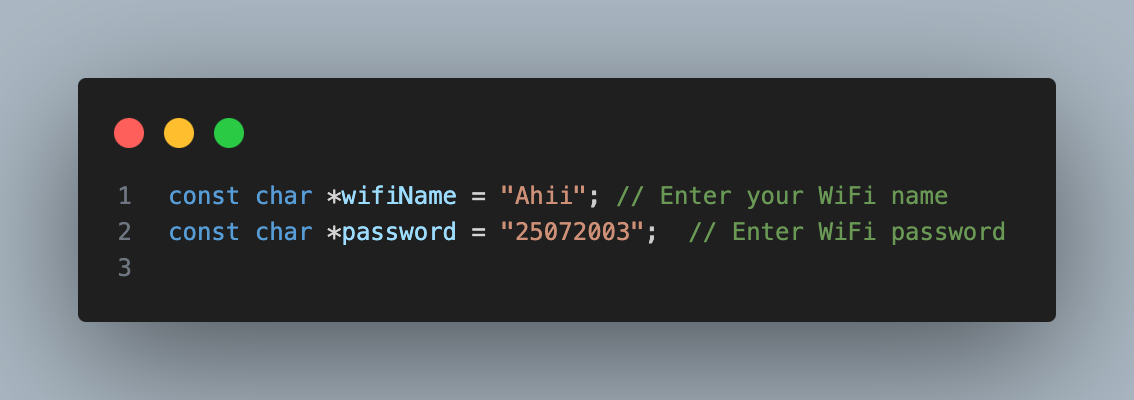 1 const char *wifiName = "Ahii"; // Enter your WiFi name
2 const char *password = "25072003";  // Enter WiFi password
3